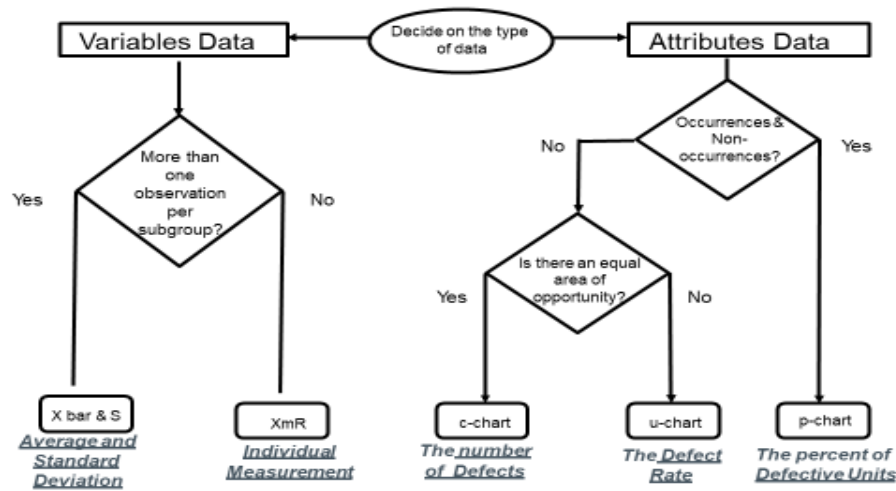 Decide on the type
of data
Variables Data
Attributes Data
More than
one
observation
per
subgroup?
Yes
No
Occurrences &
Non-
occurrences?
No
Yes
Is there an equal
area of
opportunity?
Yes
No
X bar & S
Average and
Standard
Deviation
XmR
Individual
Measurement
c-chart
The number
of Defects
u-chart
The Defect
Rate
p-chart
The percent of
Defective Units